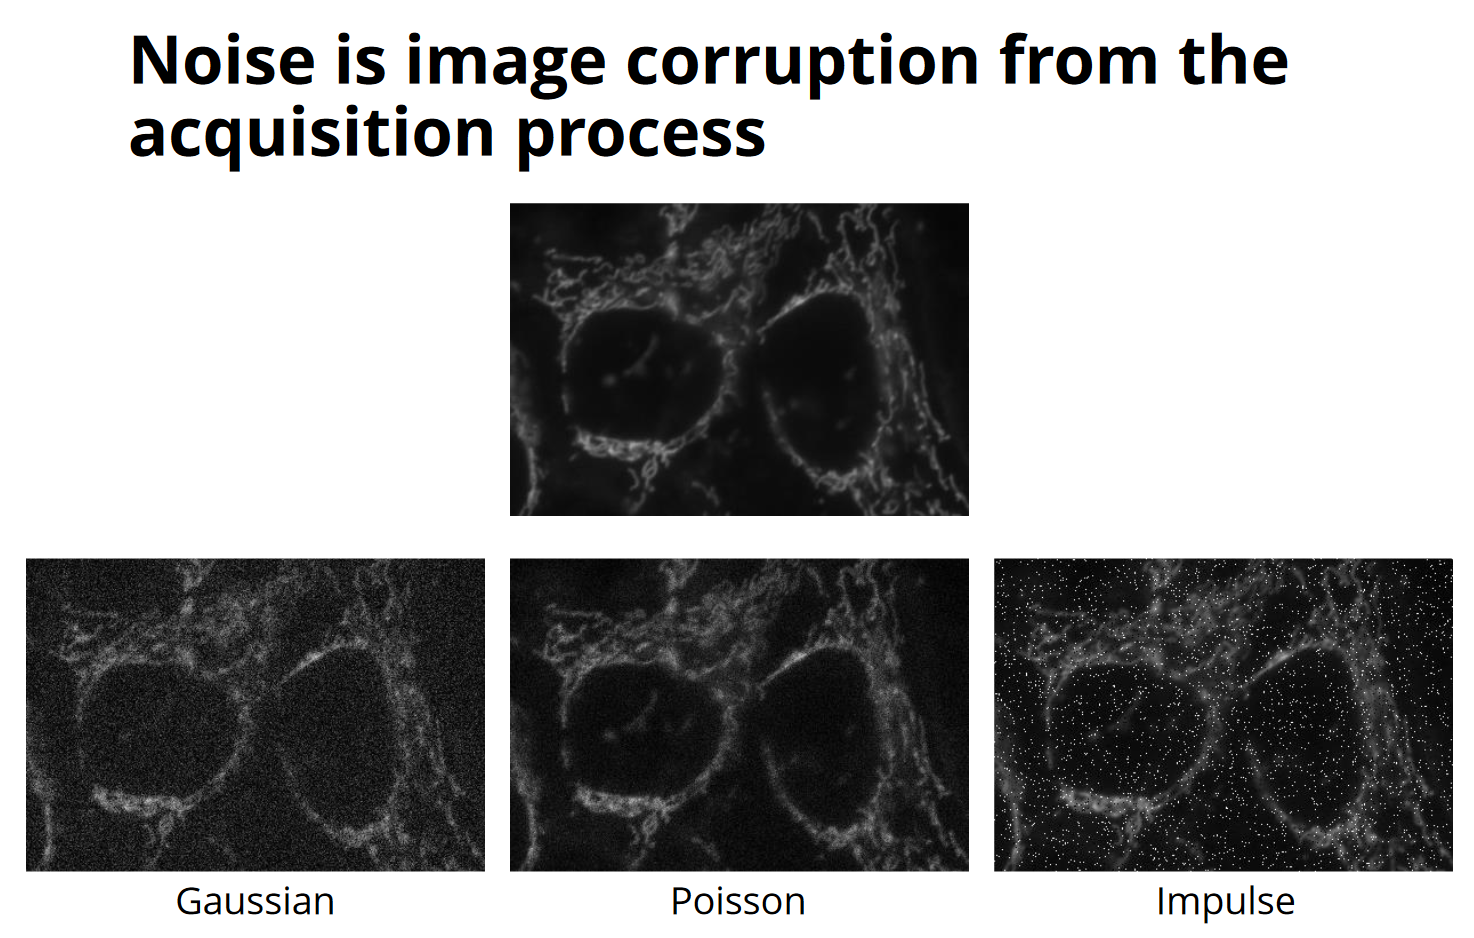 Noise is image corruption from the
acquisition process
Gaussian
Poisson
Impulse